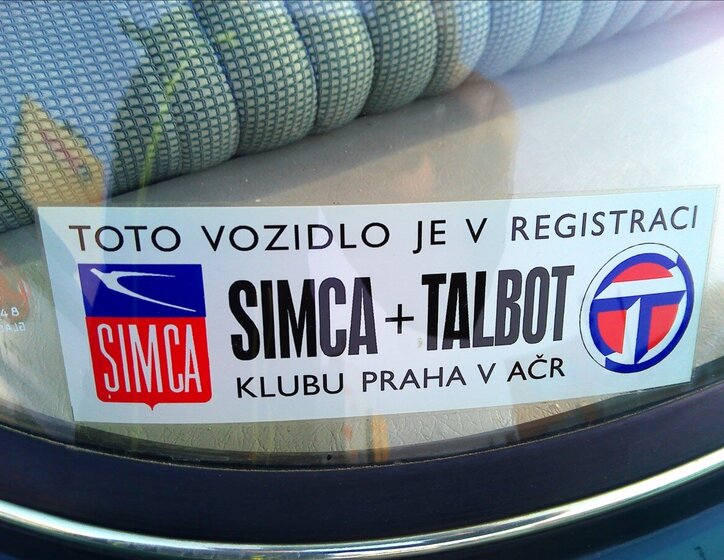 TOTO VOZIDLO JE V REGISTRACI
SIMCA
SIMCA + TALBOT
T
KLUBU PRAHA V AČR